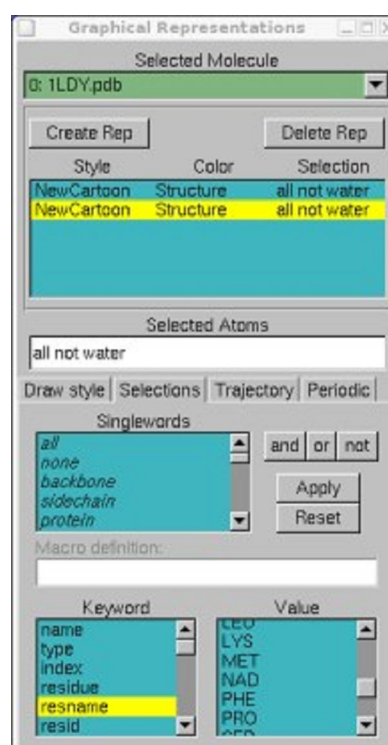 Graphical Representations
Selected Molecule
0: 1LDY.pdb
Create Rep Delete Rep
Style Color Selection
NewCartoon Structure all not water
NewCartoon Structure all not water
Selected Atoms
all not water
Draw style Selections Trajectory Periodic
Singlewords
all
none
backbone
sidechain
protein
and or not
Apply
Reset
Macro definition:
Keyword
name
type
index
residue
resname
resid
Value
LEU
LYS
MET
NAD
PHE
PRO
SER